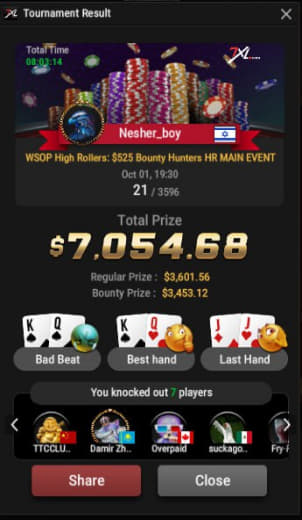 7XL Tournament Result
Total Time
08:03:14
7XL
Nesher_boy
WSOP High Rollers: $525 Bounty Hunters HR MAIN EVENT
Oct 01, 19:30
21 / 3596
Total Prize
$7,054.68
Regular Prize : $3,601.56
Bounty Prize : $3,453.12
K Q K Q J J
Bad Beat Best hand Last Hand
You knocked out 7 players
TTCCLU... Damir Zh... Overpaid suckago... Fry-F
Share Close